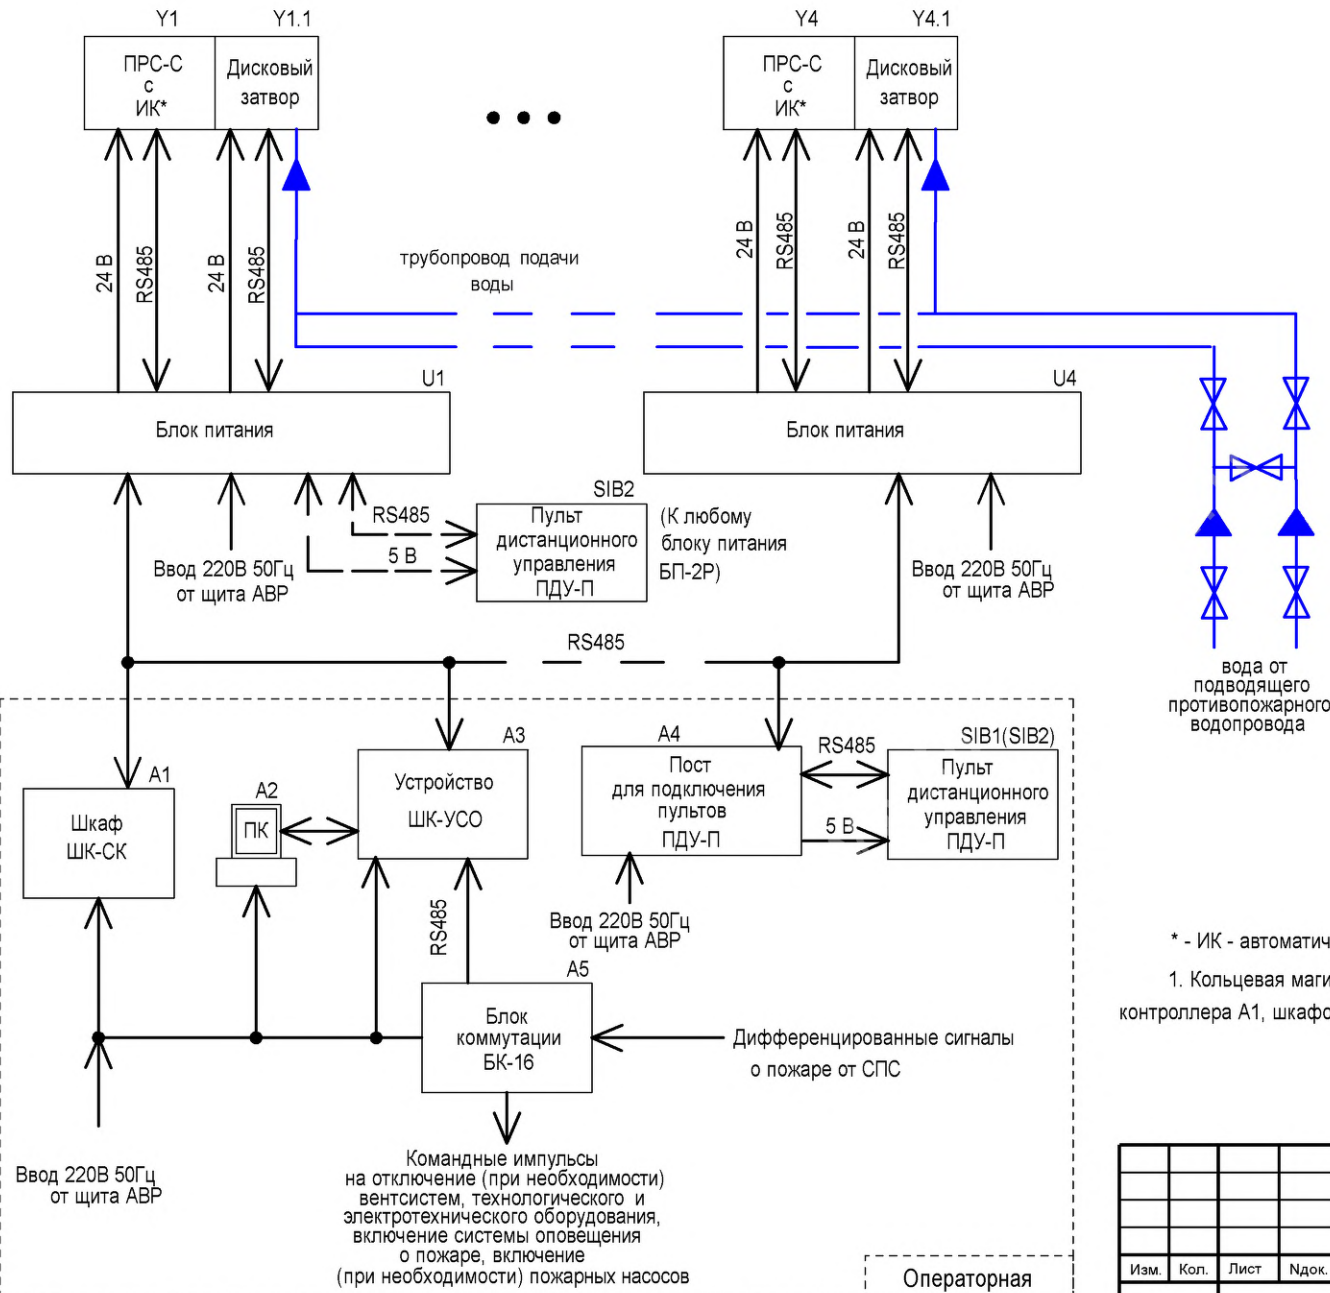 Y1 Y1.1 Y4 Y4.1
ПРС-С
с
ИК*
Дисковый
затвор
ПРС-С
с
ИК*
Дисковый
затвор
24 В
RS485
24 В
RS485
24 В
RS485
24 В
RS485
трубопровод подачи
воды
U1
Блок питания
U4
Блок питания
Ввод 220В 50Гц
от щита АВР
RS485
5 В
SIB2
Пульт
дистанционного
управления
ПДУ-П
(К любому
блоку питания
БП-2Р)
Ввод 220В 50Гц
от щита АВР
RS485
вода от
подводящего
противопожарного
водопровода
A1
Шкаф
ШК-СК
A2
ПК
A3
Устройство
ШК-УСО
A4
Пост
для подключения
пультов
ПДУ-П
RS485
5 В
SIB1(SIB2)
Пульт
дистанционного
управления
ПДУ-П
Ввод 220В 50Гц
от щита АВР
RS485
A5
Блок
коммутации
БК-16
Дифференцированные сигналы
о пожаре от СПС
* - ИК - автоматич
1. Кольцевая маги
контроллера А1, шкафо
Ввод 220В 50Гц
от щита АВР
Командные импульсы
на отключение (при необходимости)
вентсистем, технологического и
электротехнического оборудования,
включение системы оповещения
о пожаре, включение
(при необходимости) пожарных насосов
Операторная
Изм. Кол. Лист Nдок.